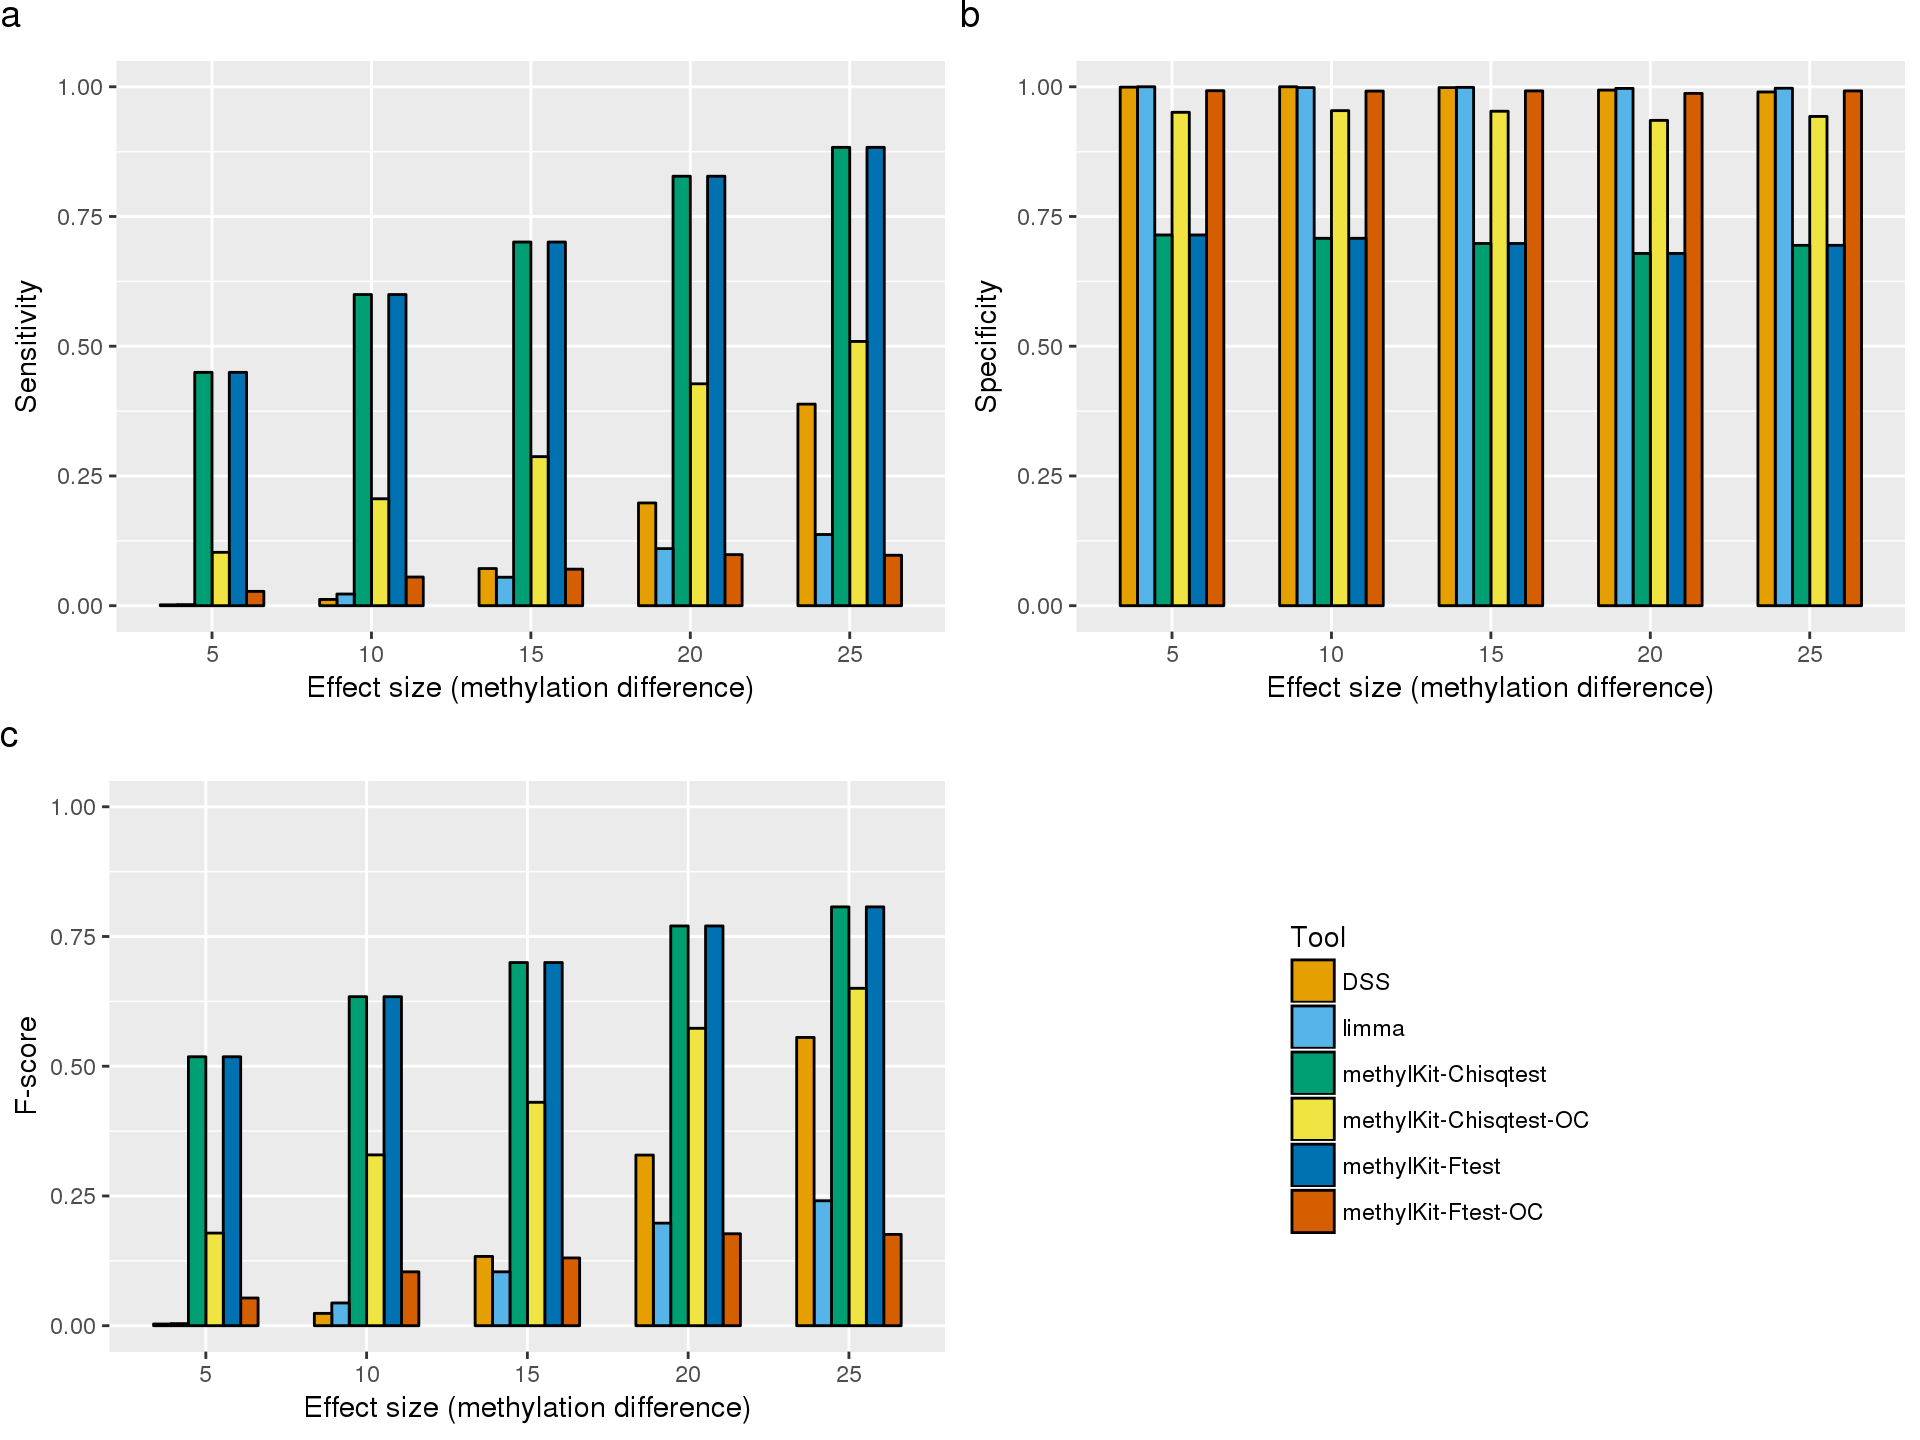 a
1.00
0.75
0.50
0.25
0.00
Sensitivity
5 10 15 20 25
Effect size (methylation difference)
b
1.00
0.75
0.50
0.25
0.00
Specificity
5 10 15 20 25
Effect size (methylation difference)
c
1.00
0.75
0.50
0.25
0.00
F-score
5 10 15 20 25
Effect size (methylation difference)
Tool
DSS
limma
methylKit-Chisqtest
methylKit-Chisqtest-OC
methylKit-Ftest
methylKit-Ftest-OC